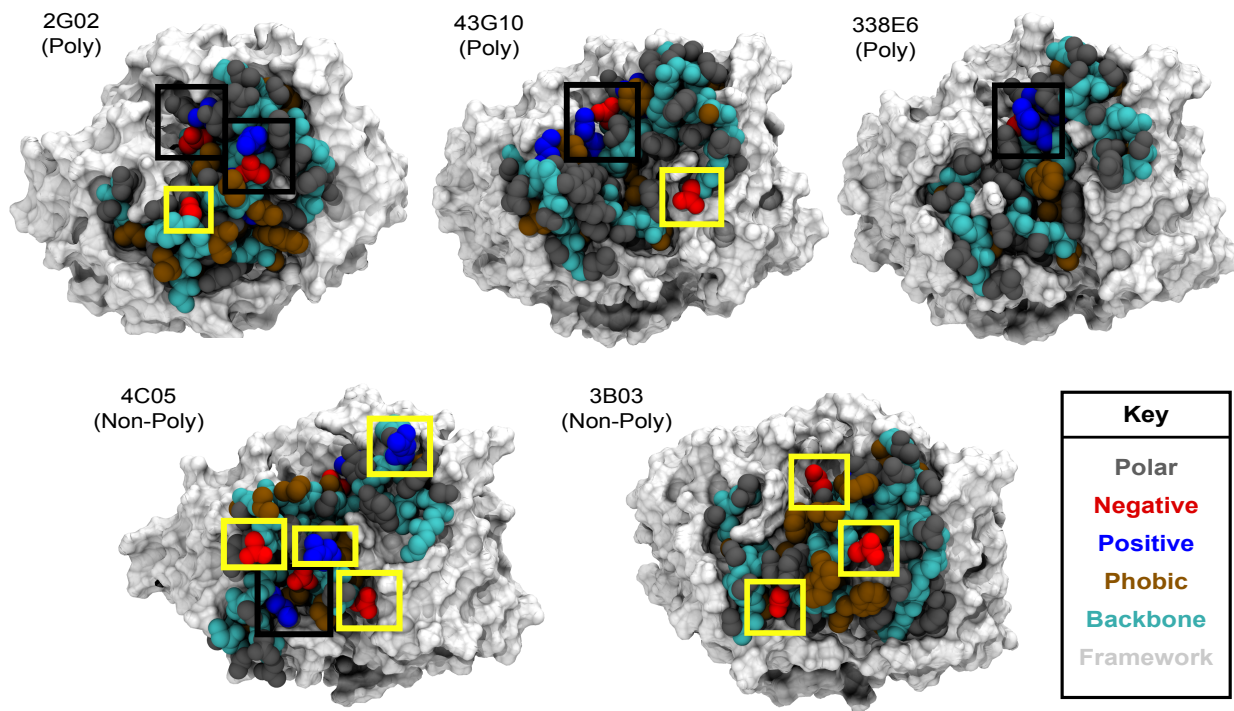 2G02
(Poly)
43G10
(Poly)
338E6
(Poly)
4C05
(Non-Poly)
3B03
(Non-Poly)
Key
Polar
Negative
Positive
Phobic
Backbone
Framework